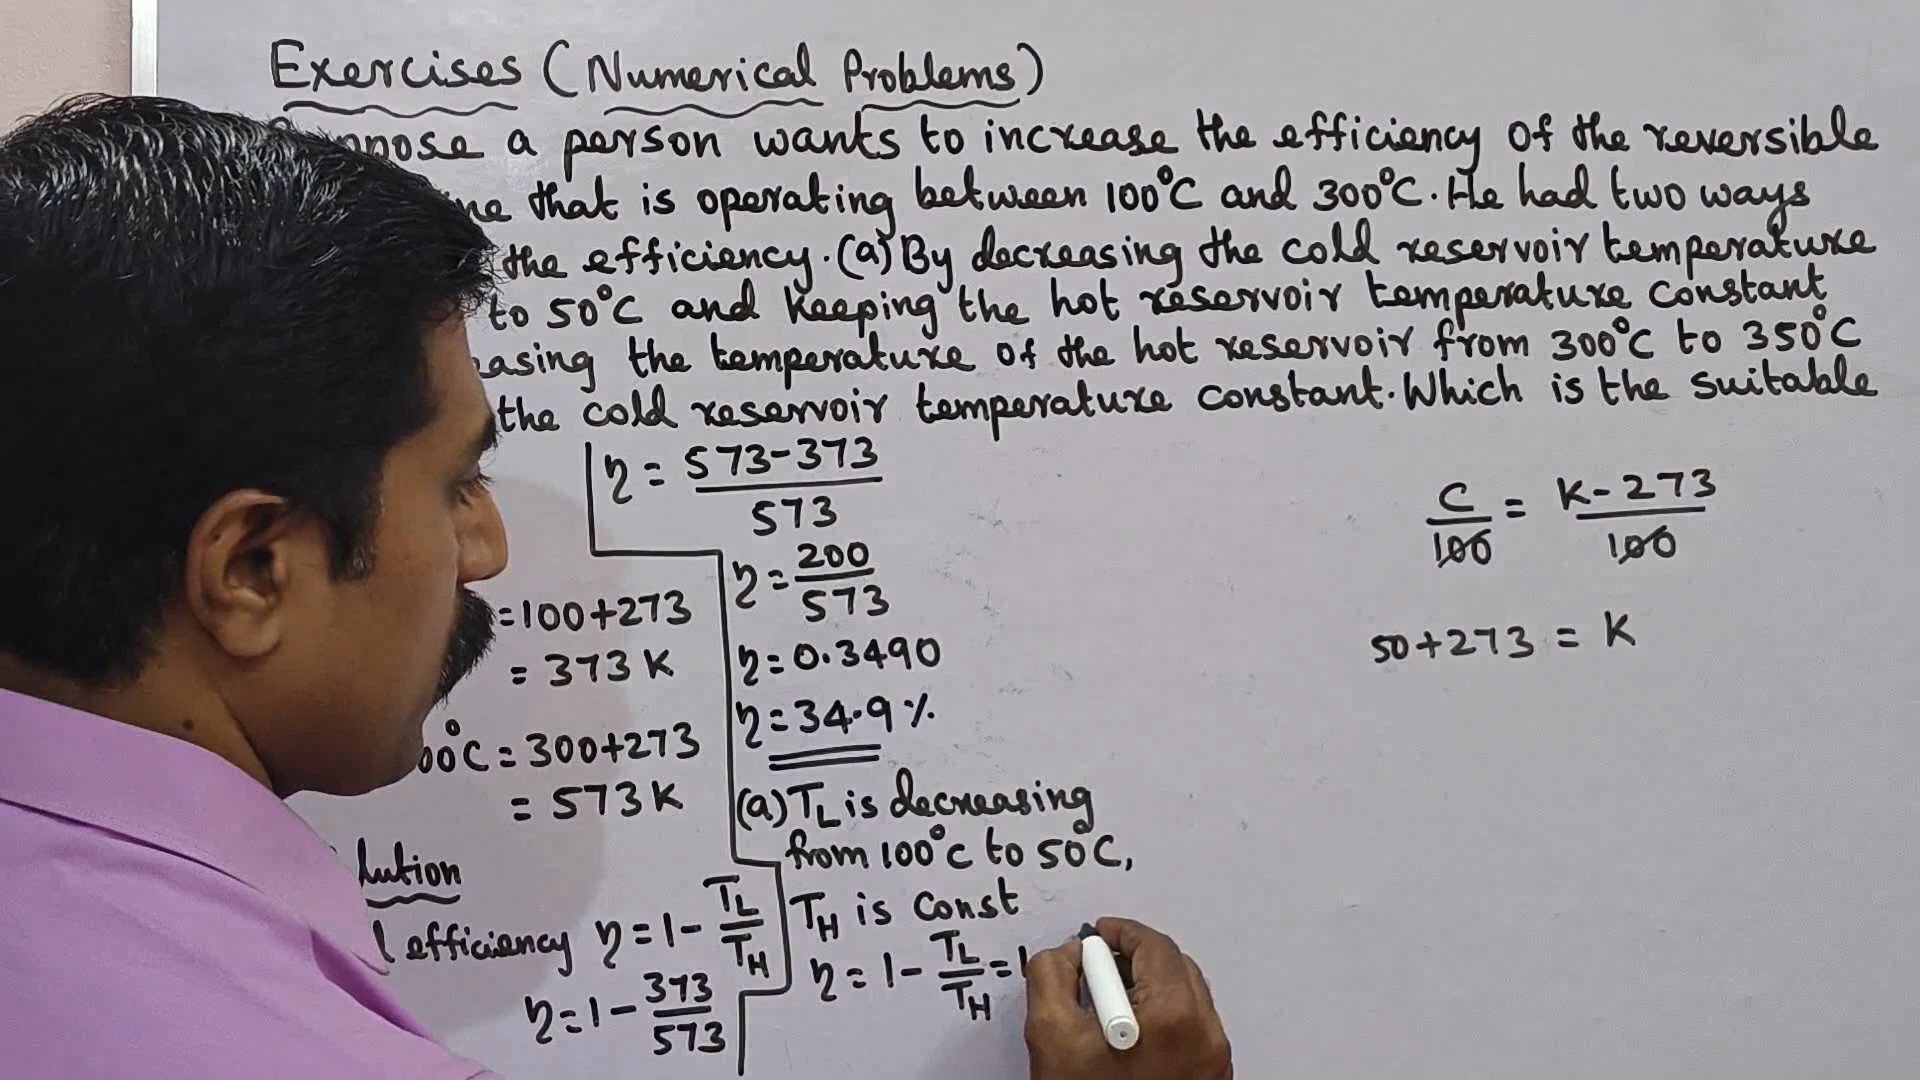 Exercises (Numerical Problems)
a person wants to increase the efficiency of the reversible
that is operating between 100°C and 300°C. He had two ways
the efficiency. (a) By decreasing the cold reservoir temperature
to 50°C and keeping the hot reservoir temperature constant
the temperature of the hot reservoir from 300°C to 350°C
the cold reservoir temperature constant. Which is the suitable
= 100+273
= 373 K
°C = 300+273
= 573 K
efficiency η = 1 - TL/TH
η = 1 - 373/573
η = 573-373/573
η = 200/573
η = 0.3490
η = 34.9 %
(a) TL is decreasing
from 100°C to 50°C,
TH is Const
η = 1 - TL/TH = 1
C/100 = K-273/100
50+273 = K